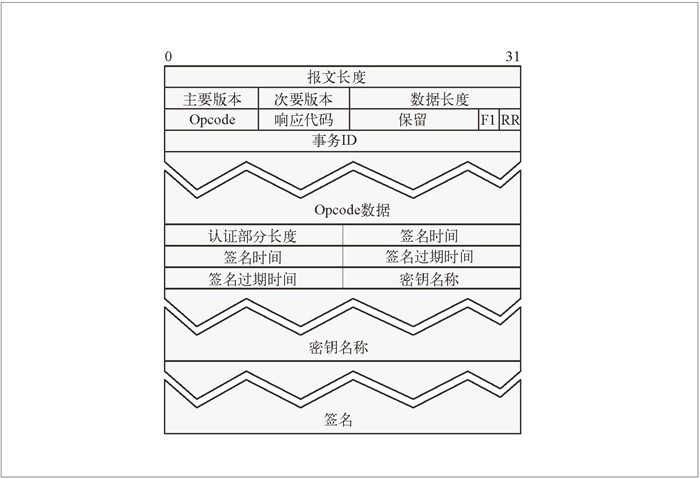 0 31
报文长度
主要版本 次要版本 数据长度
Opcode 响应代码 保留 F1 RR
事务ID
Opcode数据
认证部分长度 签名时间
签名时间 签名过期时间
签名过期时间 密钥名称
密钥名称
签名